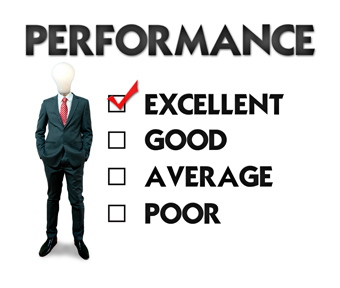 PERFORMANCE
EXCELLENT
GOOD
AVERAGE
POOR